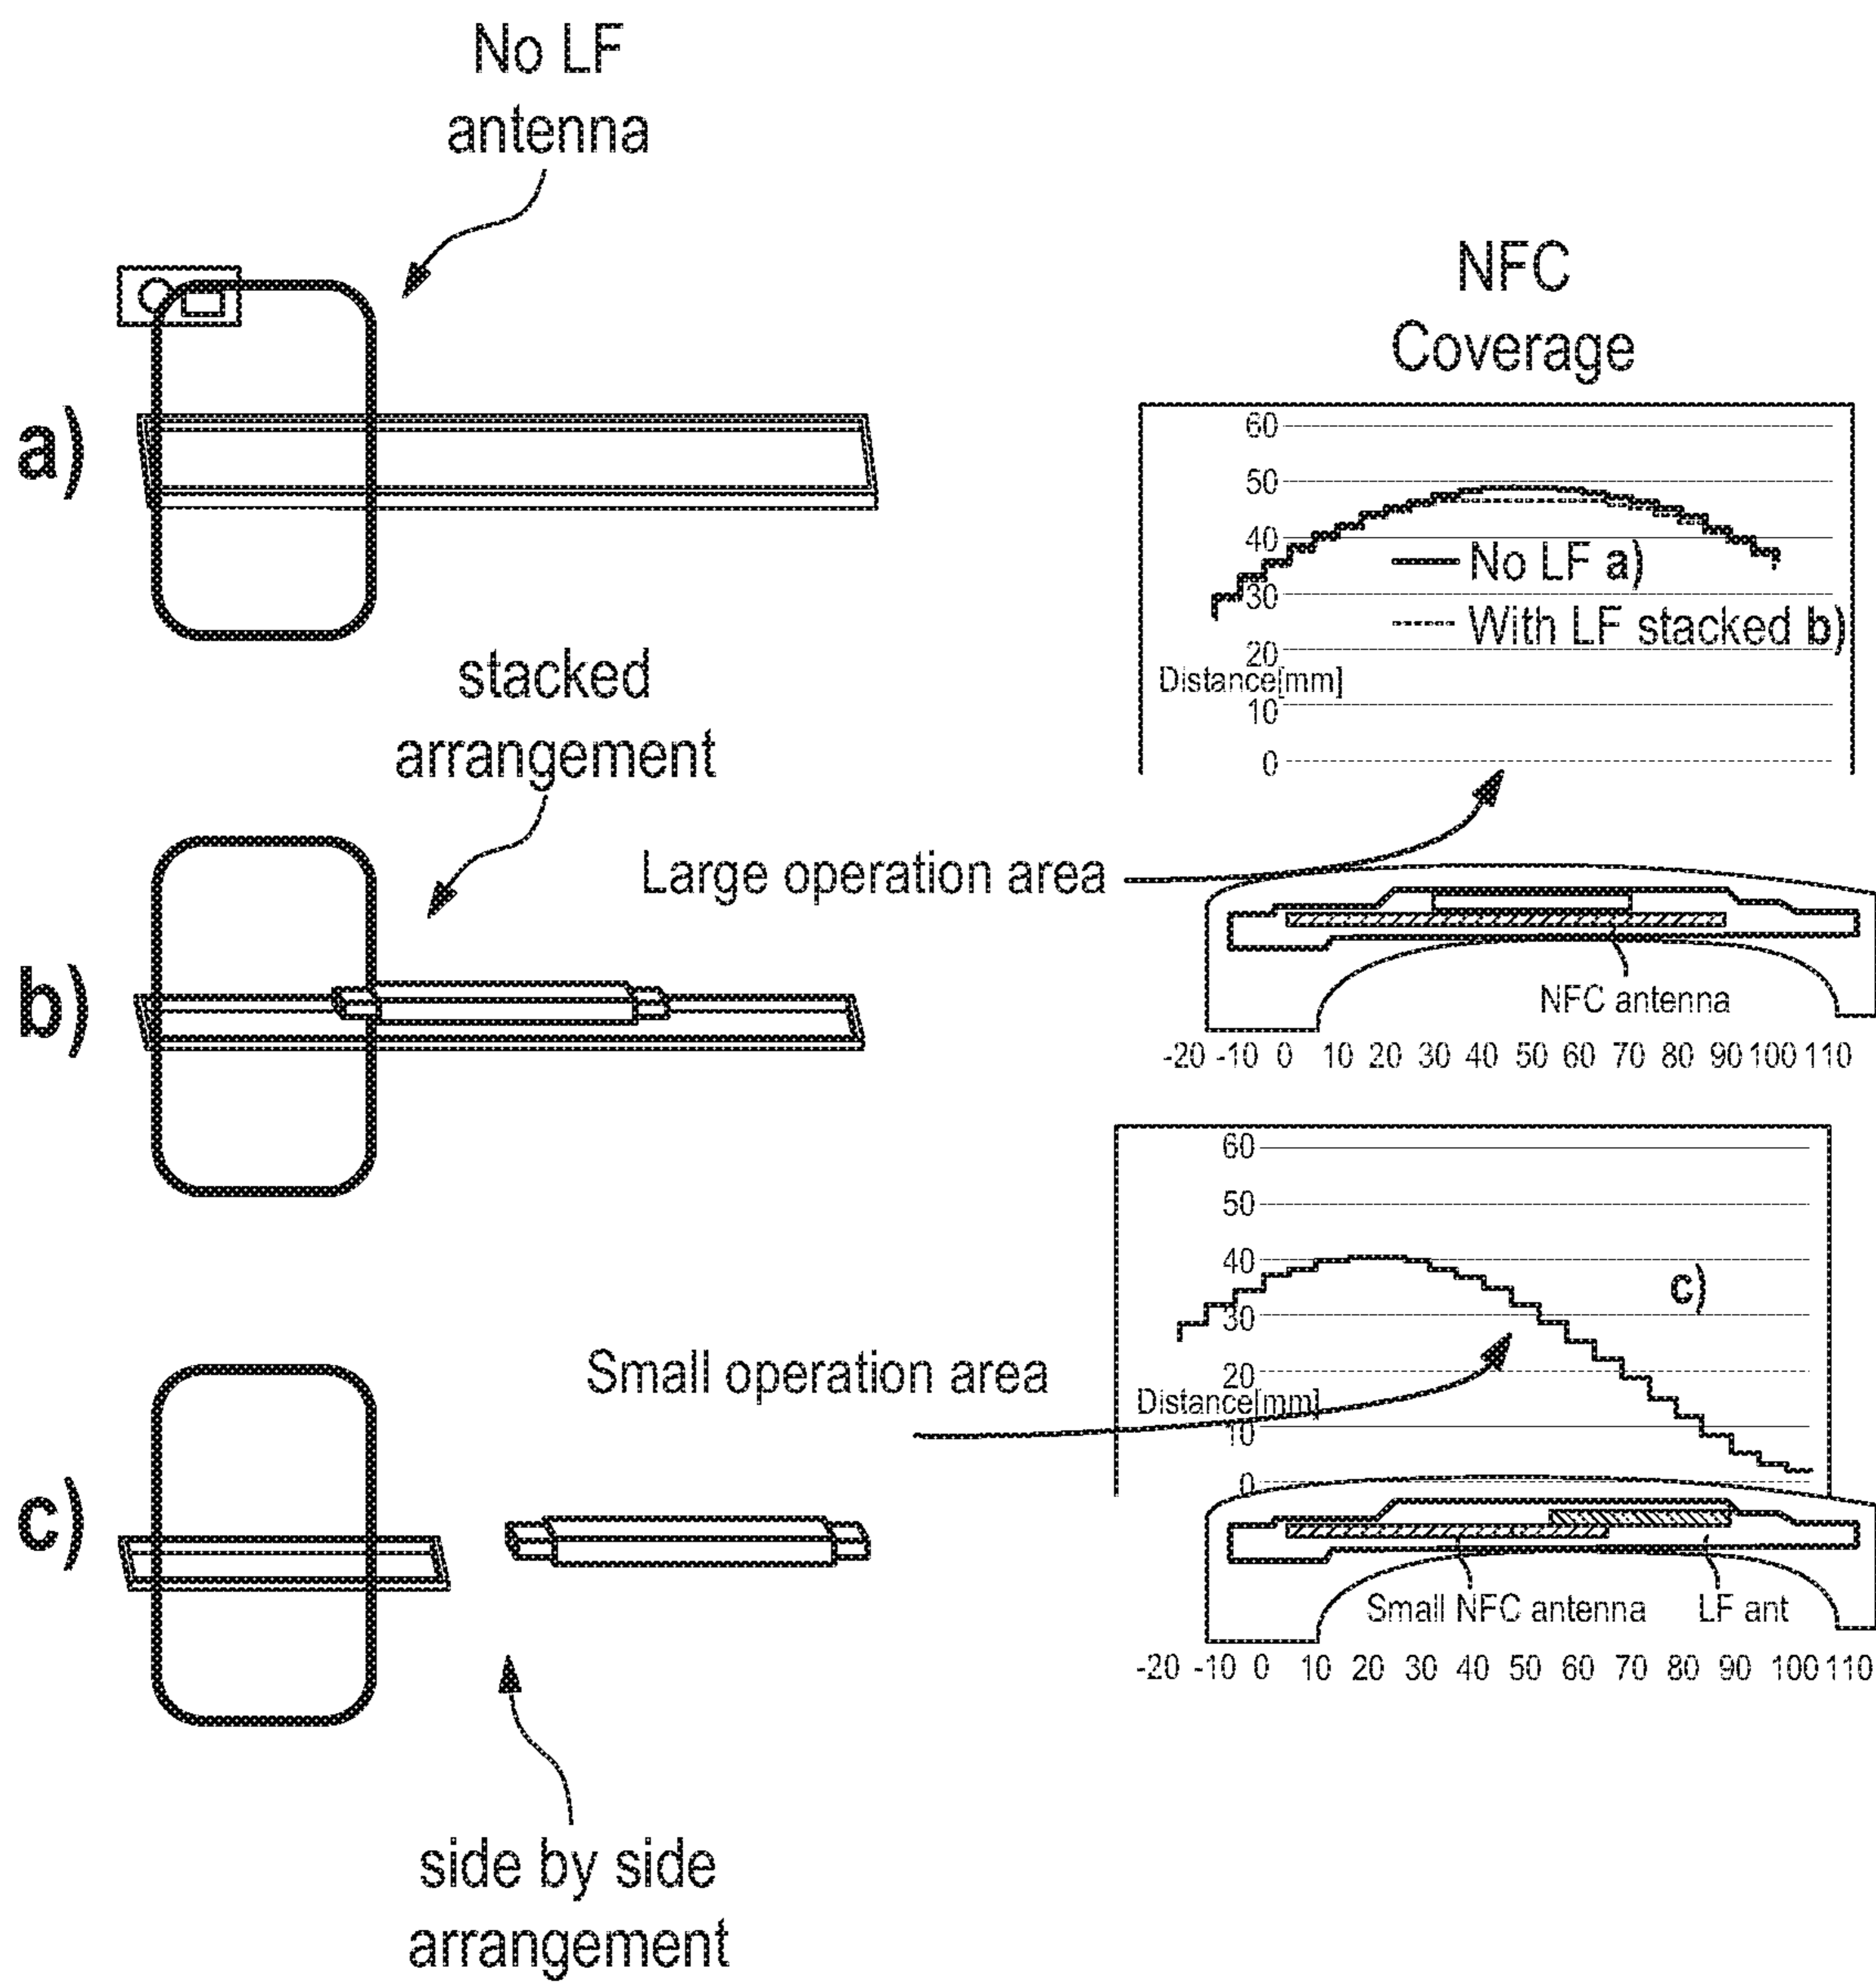 No LF
antenna
a)
NFC
Coverage
60
50
40
No LF a)
30
With LF stacked b)
20
Distance[mm]
10
0
stacked
arrangement
b)
Large operation area
NFC antenna
-20 -10 0 10 20 30 40 50 60 70 80 90 100 110
60
50
40
c)
30
20
Distance[mm]
10
0
Small operation area
c)
Small NFC antenna LF ant
-20 -10 0 10 20 30 40 50 60 70 80 90 100 110
side by side
arrangement